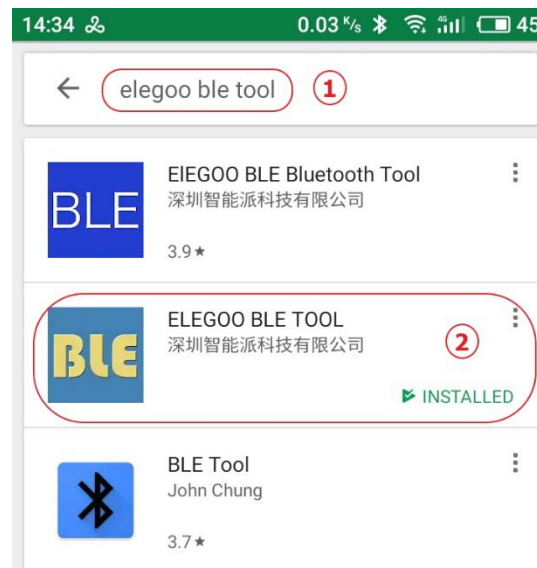 14:34 0.03 K/s 4G 45
elegoo ble tool 1
BLE
ElEGOO BLE Bluetooth Tool
深圳智能派科技有限公司
3.9★
BLE
ELEGOO BLE TOOL
深圳智能派科技有限公司
2
INSTALLED
BLE Tool
John Chung
3.7★